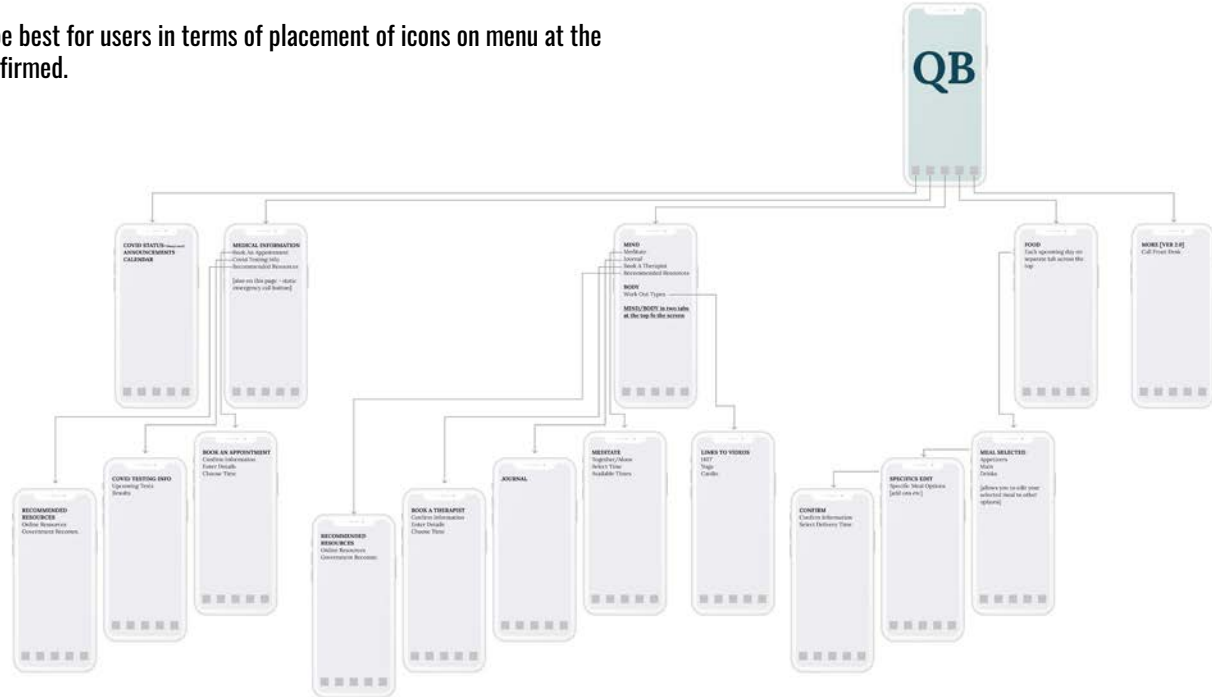 be best for users in terms of placement of icons on menu at the
firmed.
QB
COVID STATUS
ANNOUNCEMENTS
CALENDAR
MEDICAL INFORMATION
Book An Appointment
Covid Testing Info
Recommended Resources
emergency call button]
MIND
Meditate
Journal
Book A Therapist
Recommended Resources
BODY
Work Out Types
MIND/BODY in two tabs
at the top fo the screen
FOOD
Each upcoming day on
separate tab across the
top
MORE [VER 2.0]
Call Front Desk
RECOMMENDED
RESOURCES
Online Resources
Government
COVID TESTING INFO
Upcoming Tests
Results
BOOK AN APPOINTMENT
Confirm Information
Enter Details
Choose Time
RECOMMENDED
RESOURCES
Online Resources
Government
BOOK A THERAPIST
Confirm Information
Enter Details
Choose Time
JOURNAL
MEDITATE
Together/Alone
Select Time
Available Times
LINKS TO VIDEOS
HIIT
Yoga
Cardio
CONFIRM
Confirm Information
Select Delivery Time
SPECIFICS EDIT
Specific Meal Options
[add ons etc]
MEAL SELECTED
Appetizers
Main
Drinks
[allows you to edit your
selected meal to other
options]